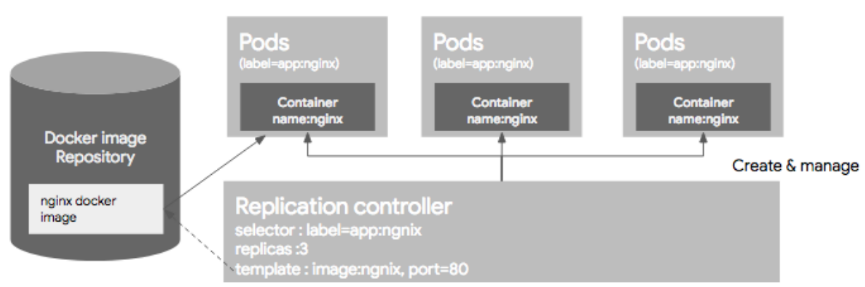 Pods
(label=app:nginx)
Container
name:nginx
Pods
(label=app:nginx)
Container
name:nginx
Pods
(label=app:nginx)
Container
name:nginx
Docker image
Repository
nginx docker
image
Create & manage
Replication controller
selector : label=app:ngnix
replicas :3
template : image:ngnix, port=80